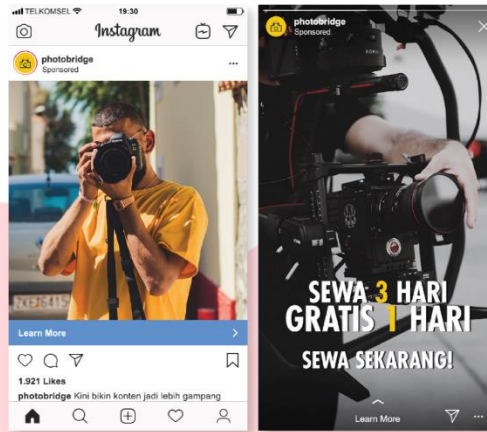 TELKOMSEL
19:30
Instagram
photobridge
Sponsored
Learn More
1.921 Likes
photobridge Kini bikin konten jadi lebih gampang
photobridge
Sponsored
SEWA 3 HARI
GRATIS 1 HARI
SEWA SEKARANG!
Learn More